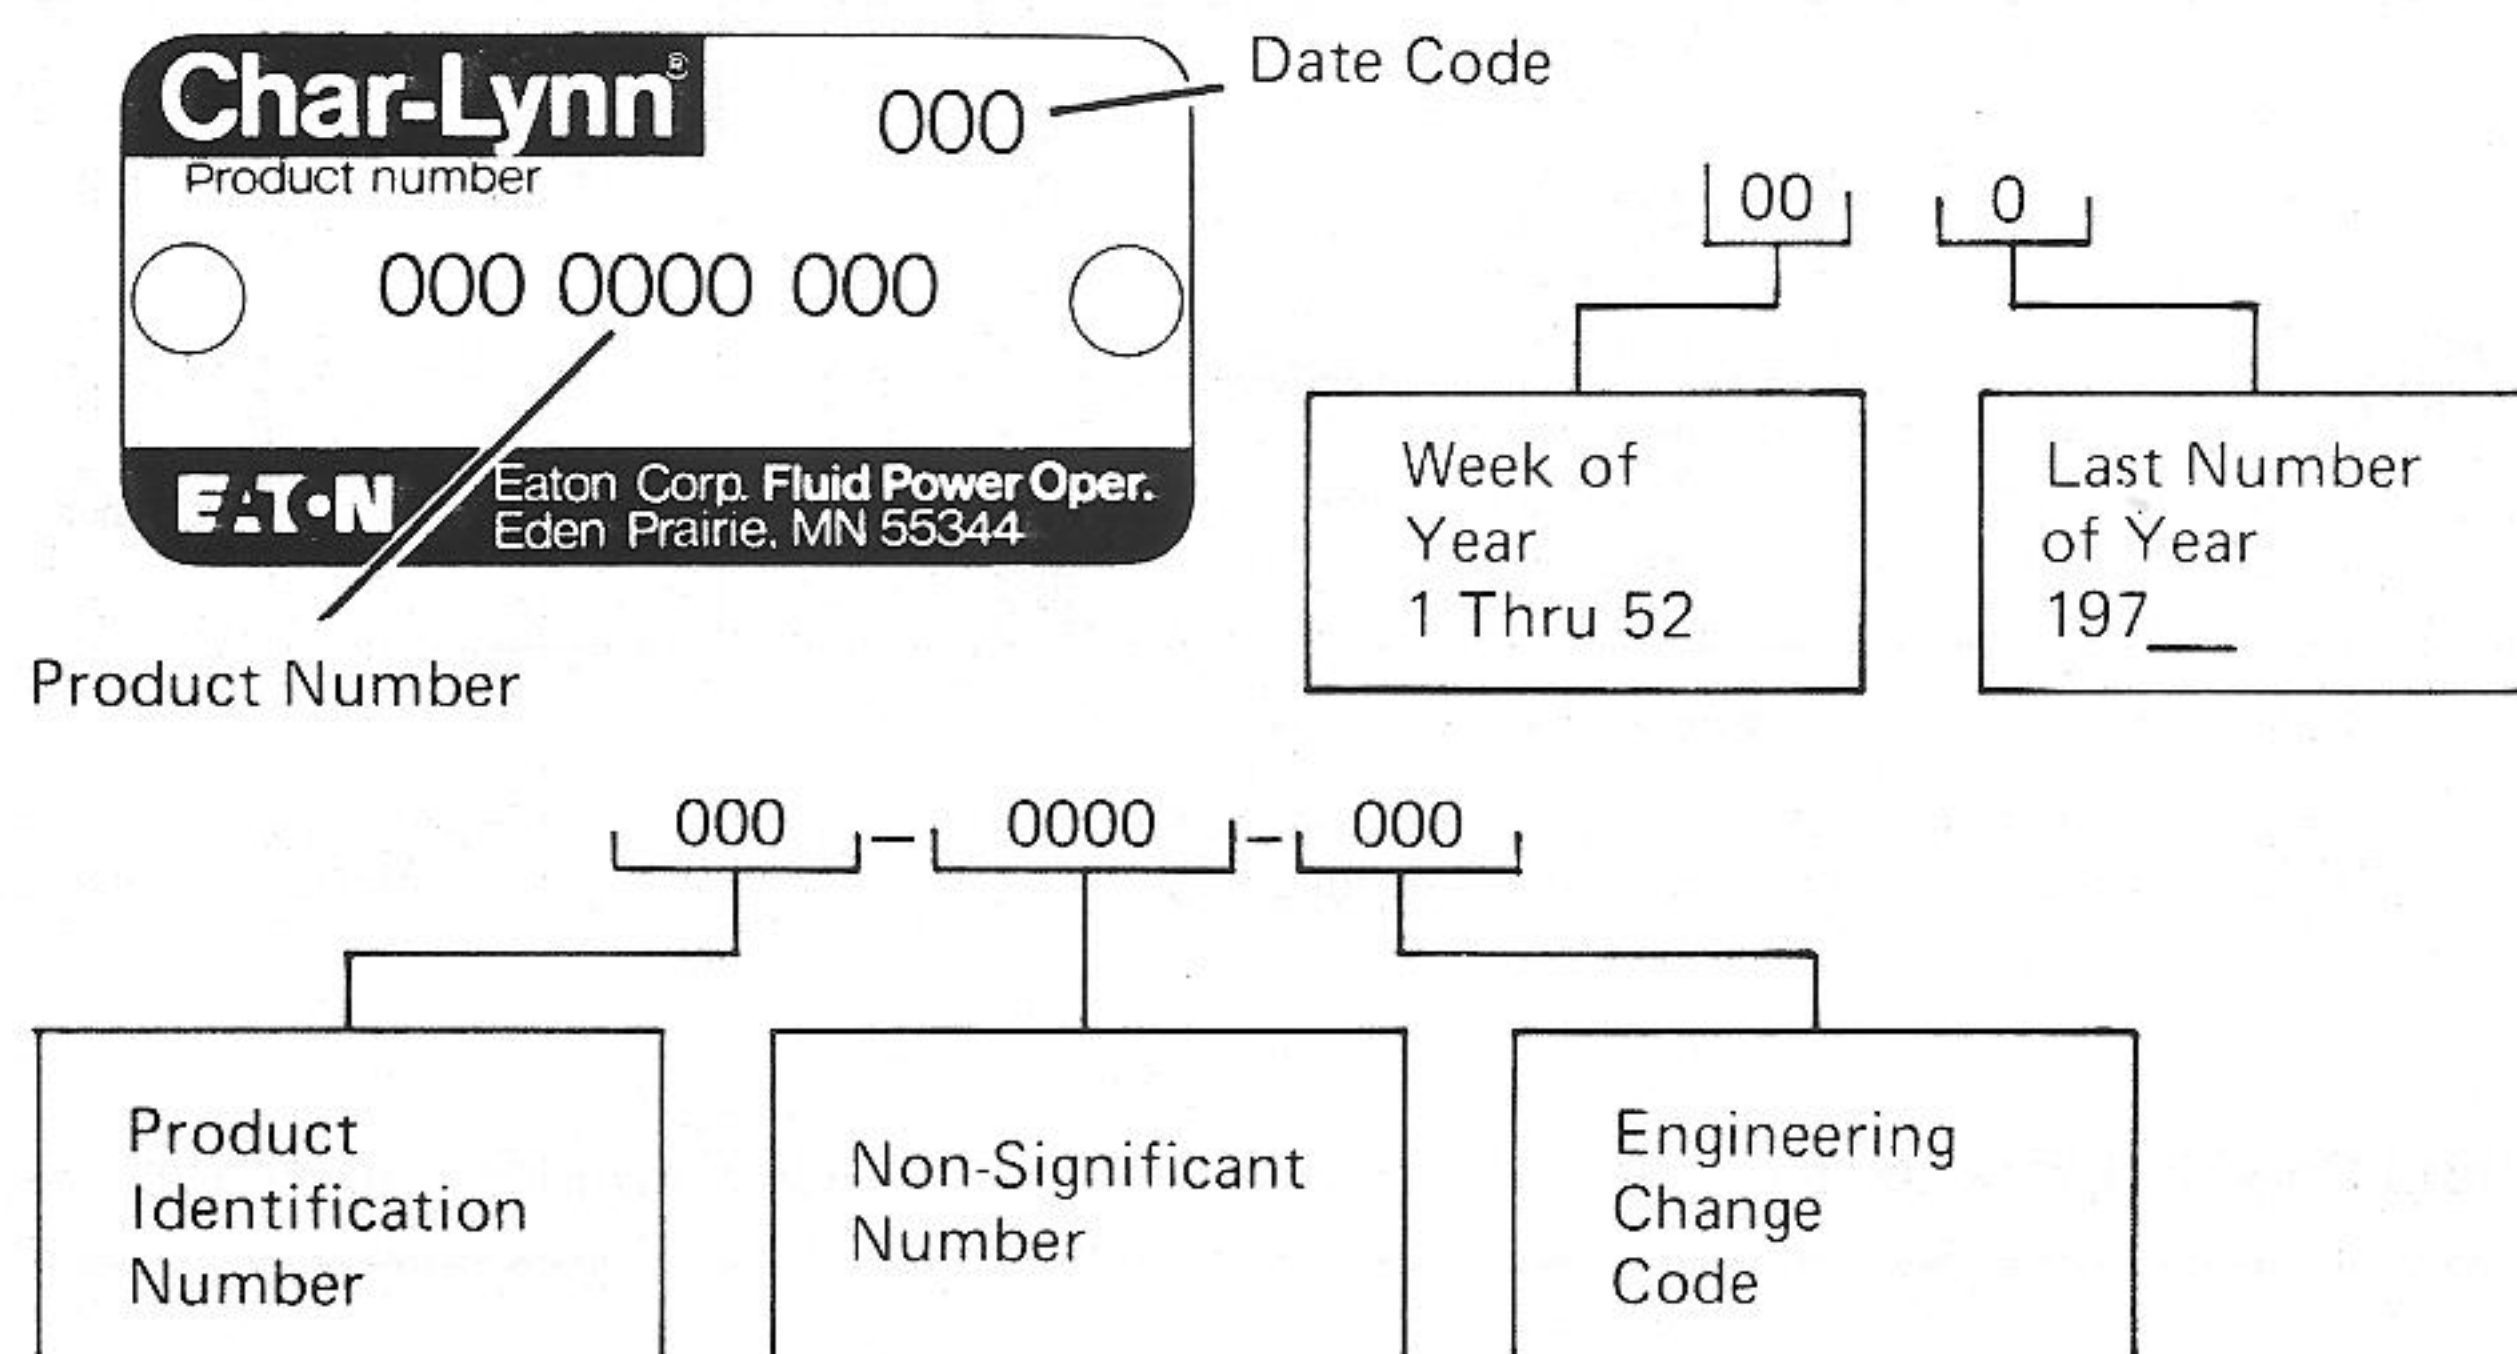 Char-Lynn®
000
Date Code
Product number
00 0
000 0000 000
Week of
Year
1 Thru 52
Last Number
of Year
197__
EATON
Eaton Corp. Fluid Power Oper.
Eden Prairie, MN 55344
Product Number
000 – 0000 – 000
Product
Identification
Number
Non-Significant
Number
Engineering
Change
Code